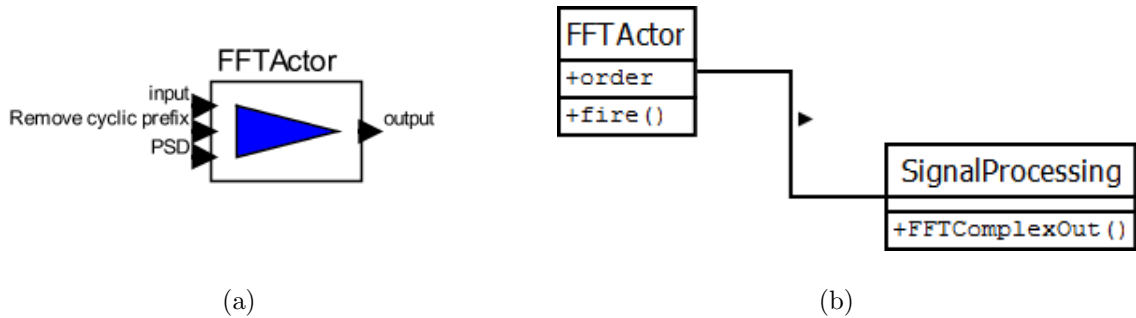 FFTActor
input
Remove cyclic prefix
PSD
output
(a)
FFTActor
+order
+fire()
SignalProcessing
+FFTComplexOut()
(b)